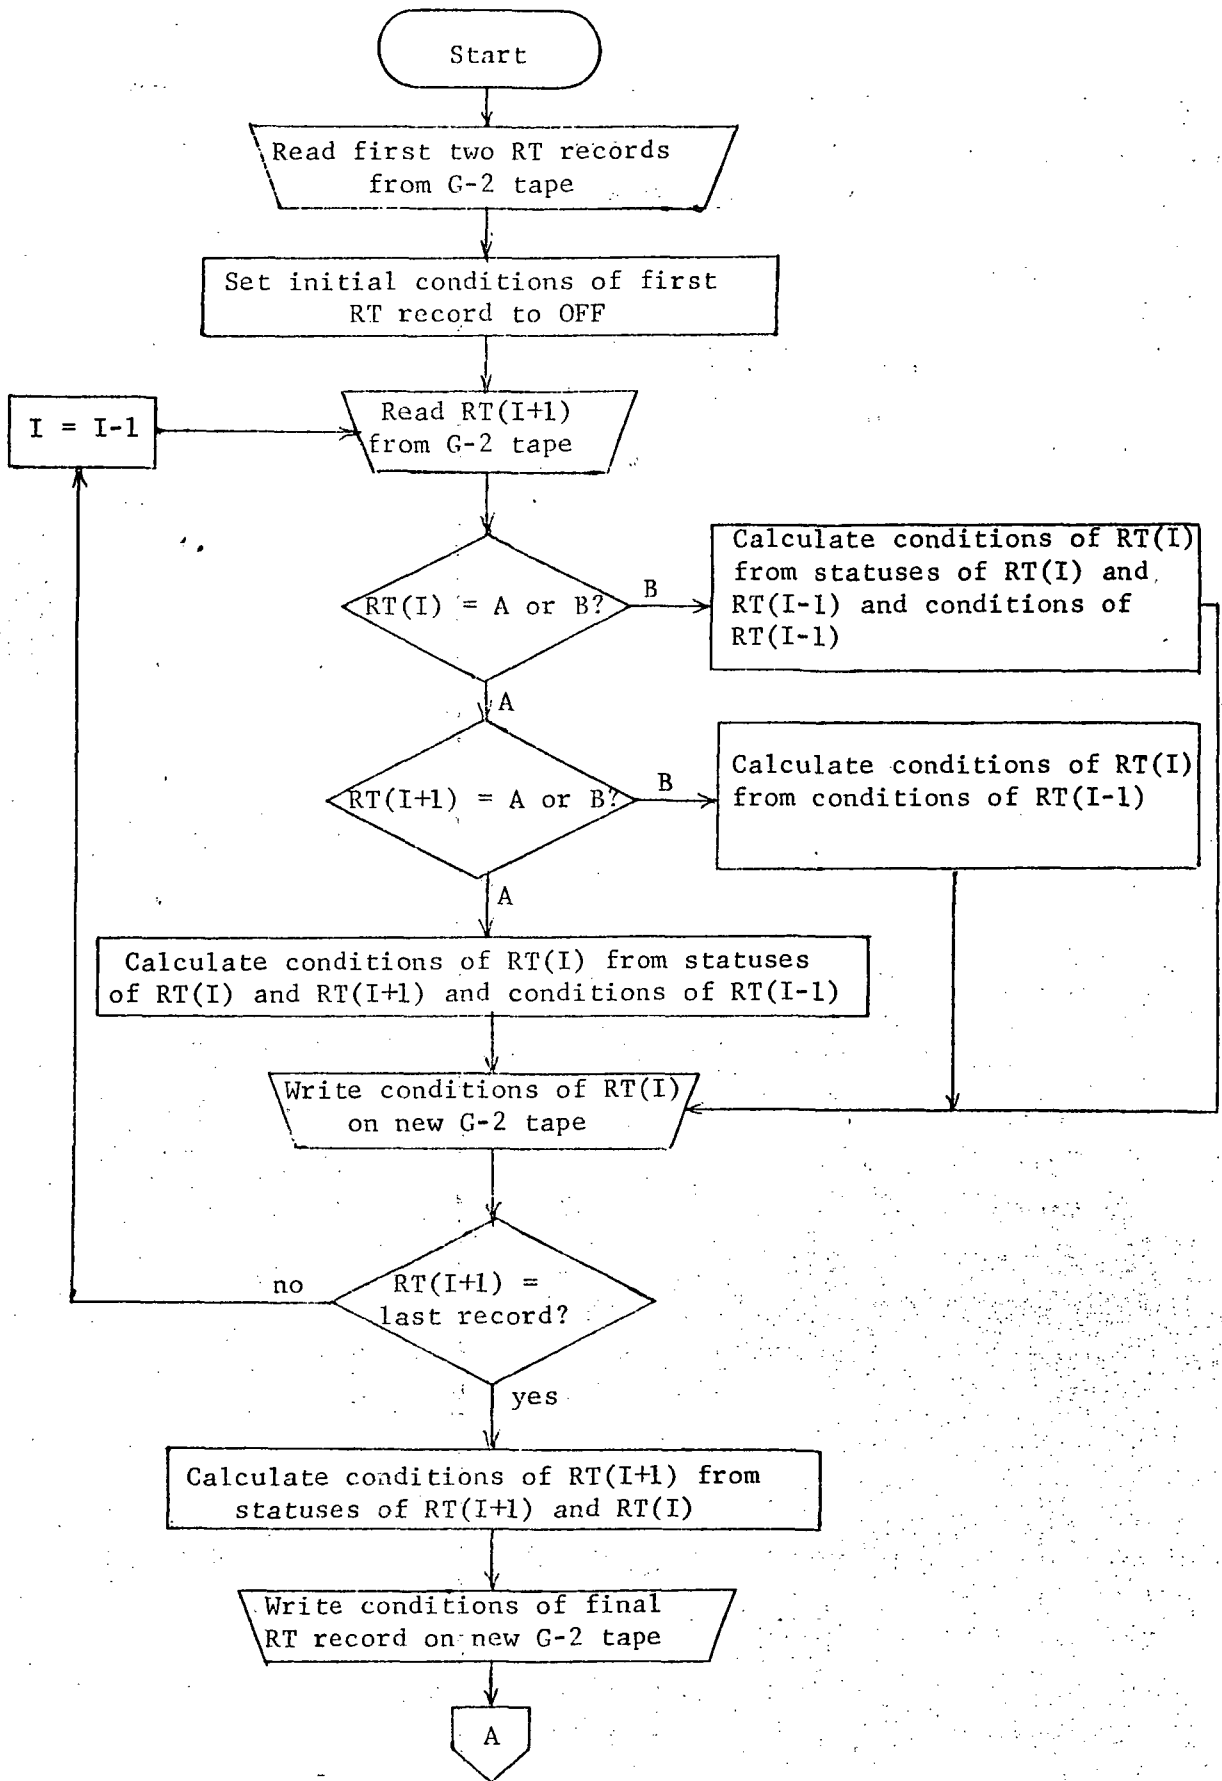 Start
Read first two RT records
from G-2 tape
Set initial conditions of first
RT record to OFF
I = I-1
Read RT(I+1)
from G-2 tape
RT(I) = A or B?
B
Calculate conditions of RT(I)
from statuses of RT(I) and
RT(I-1) and conditions of
RT(I-1)
A
RT(I+1) = A or B?
B
Calculate conditions of RT(I)
from conditions of RT(I-1)
A
Calculate conditions of RT(I) from statuses
of RT(I) and RT(I+1) and conditions of RT(I-1)
Write conditions of RT(I)
on new G-2 tape
no
RT(I+1) =
last record?
yes
Calculate conditions of RT(I+1) from
statuses of RT(I+1) and RT(I)
Write conditions of final
RT record on new G-2 tape
A